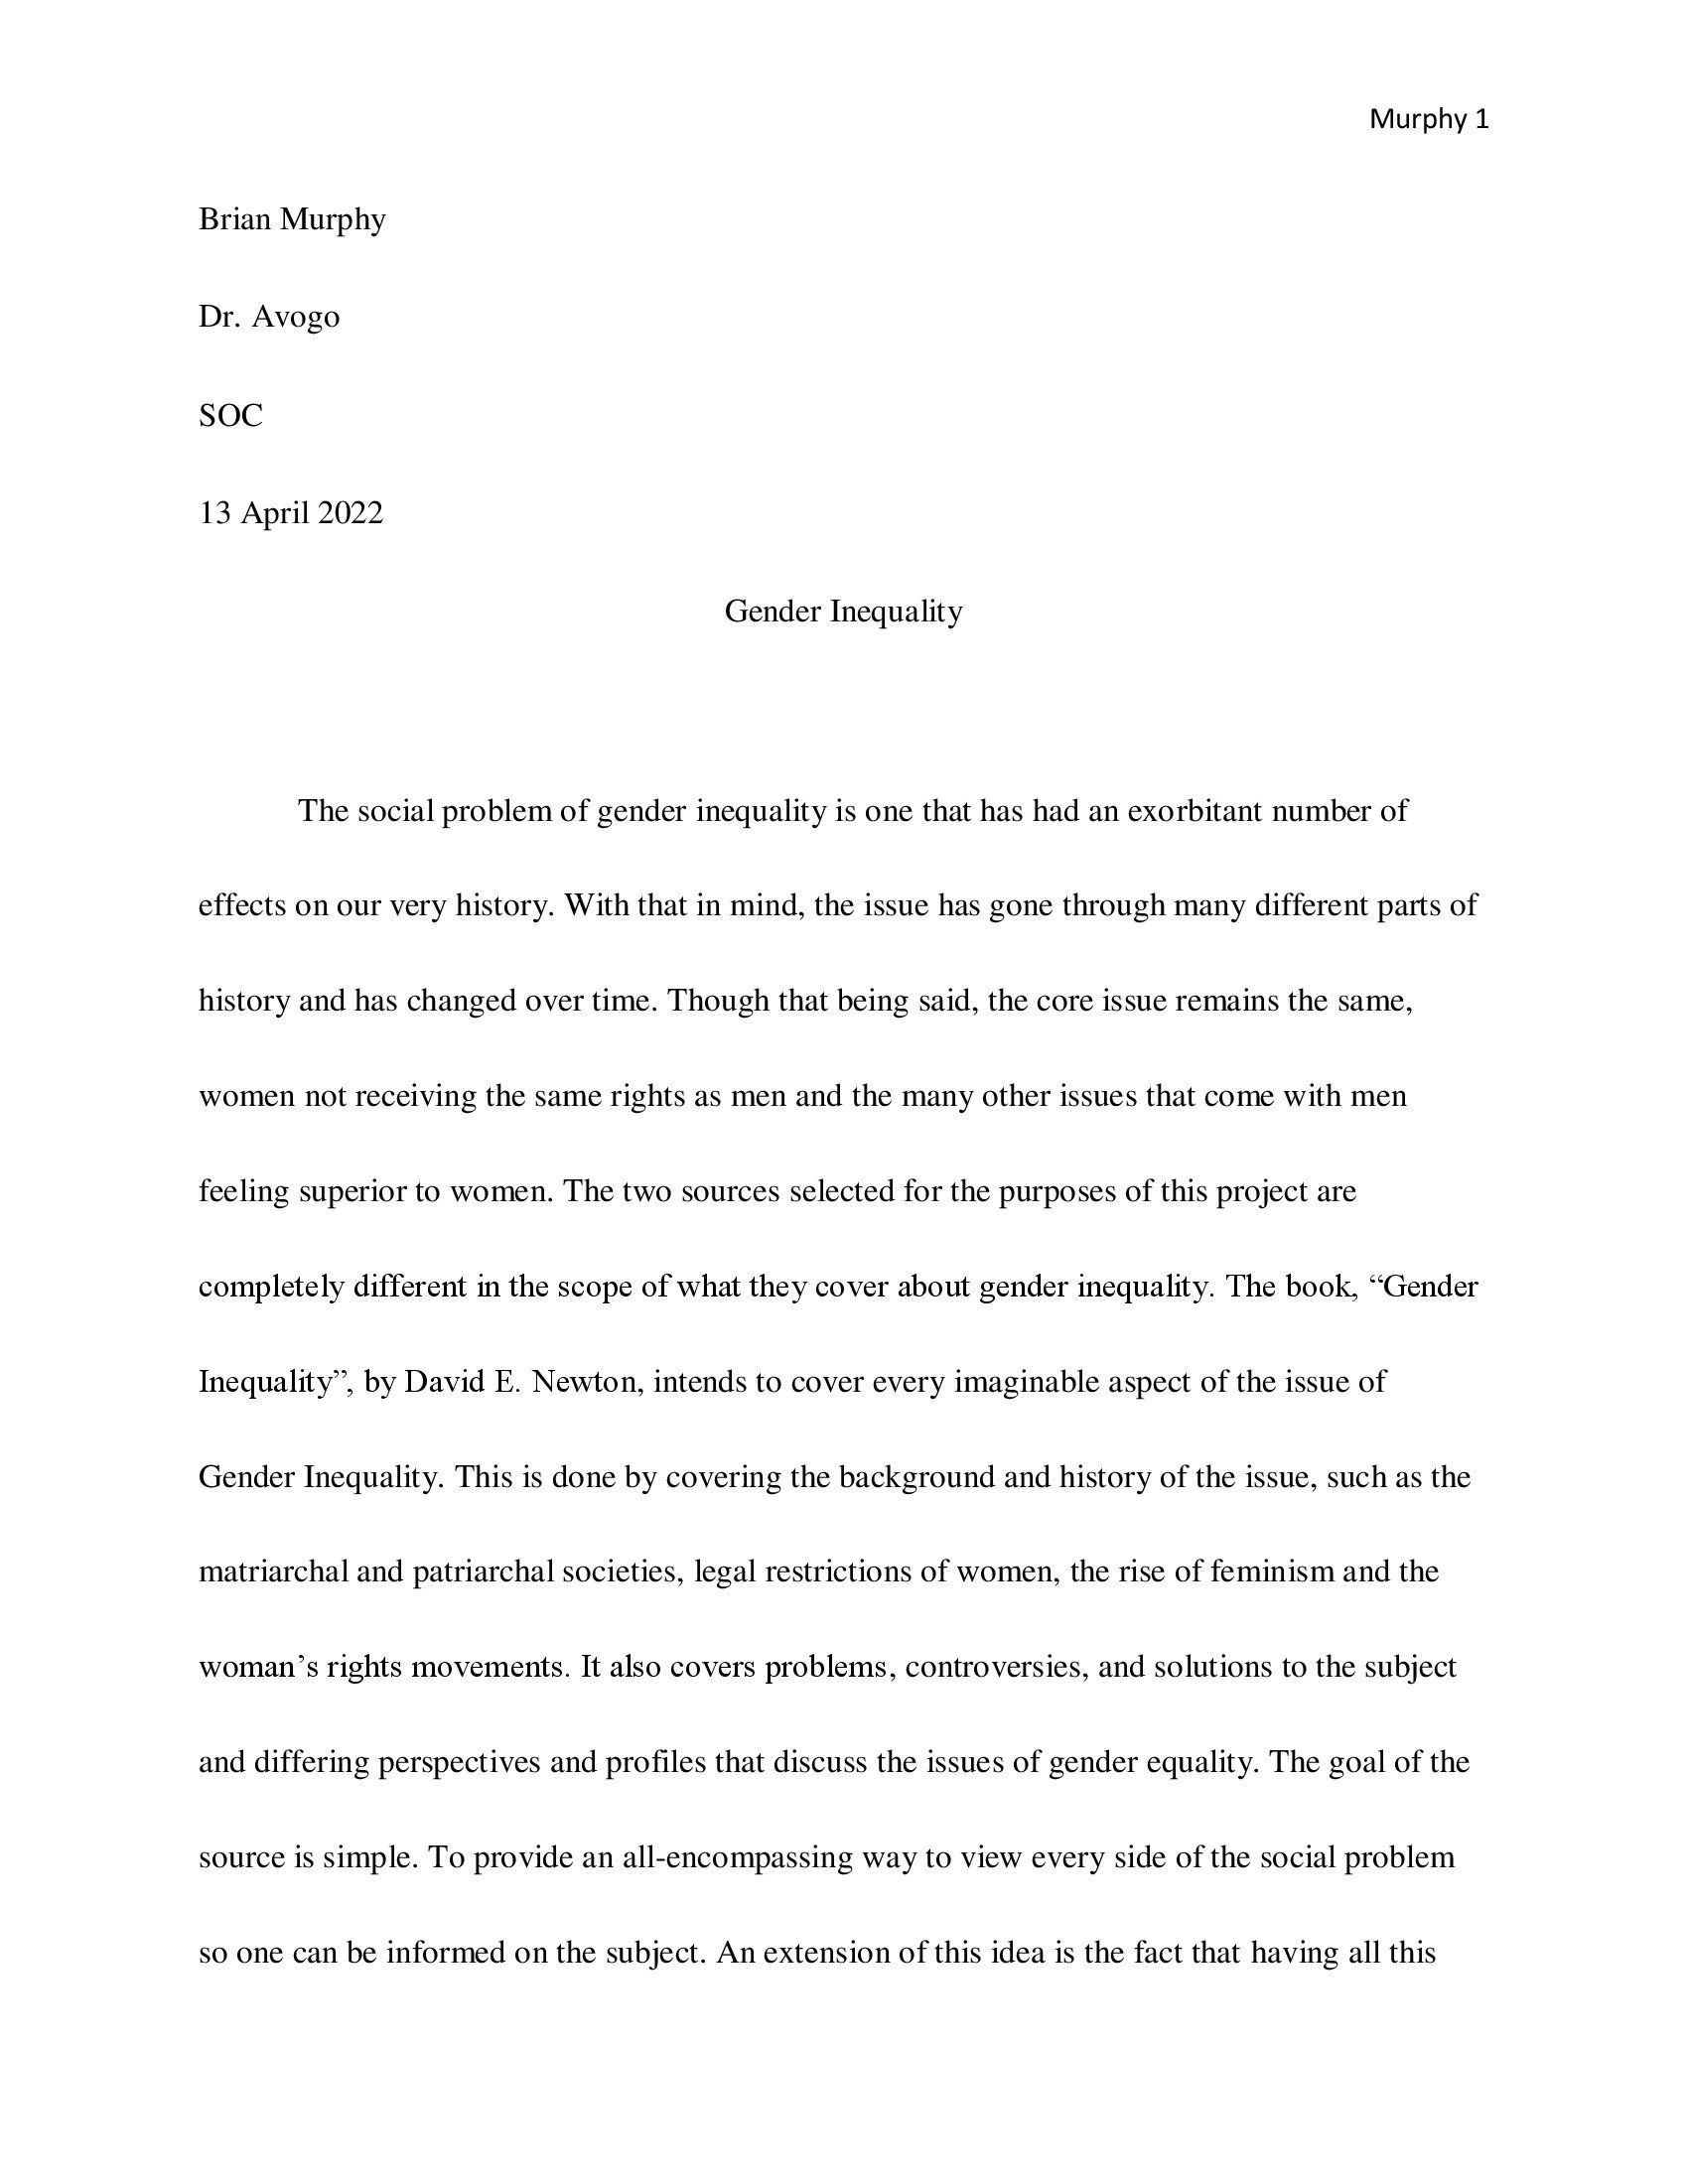 Murphy 1
Brian Murphy
Dr. Avogo
SOC
13 April 2022
Gender Inequality
The social problem of gender inequality is one that has had an exorbitant number of
effects on our very history. With that in mind, the issue has gone through many different parts of
history and has changed over time. Though that being said, the core issue remains the same,
women not receiving the same rights as men and the many other issues that come with men
feeling superior to women. The two sources selected for the purposes of this project are
completely different in the scope of what they cover about gender inequality. The book, “Gender
Inequality”, by David E. Newton, intends to cover every imaginable aspect of the issue of
Gender Inequality. This is done by covering the background and history of the issue, such as the
matriarchal and patriarchal societies, legal restrictions of women, the rise of feminism and the
woman’s rights movements. It also covers problems, controversies, and solutions to the subject
and differing perspectives and profiles that discuss the issues of gender equality. The goal of the
source is simple. To provide an all-encompassing way to view every side of the social problem
so one can be informed on the subject. An extension of this idea is the fact that having all this